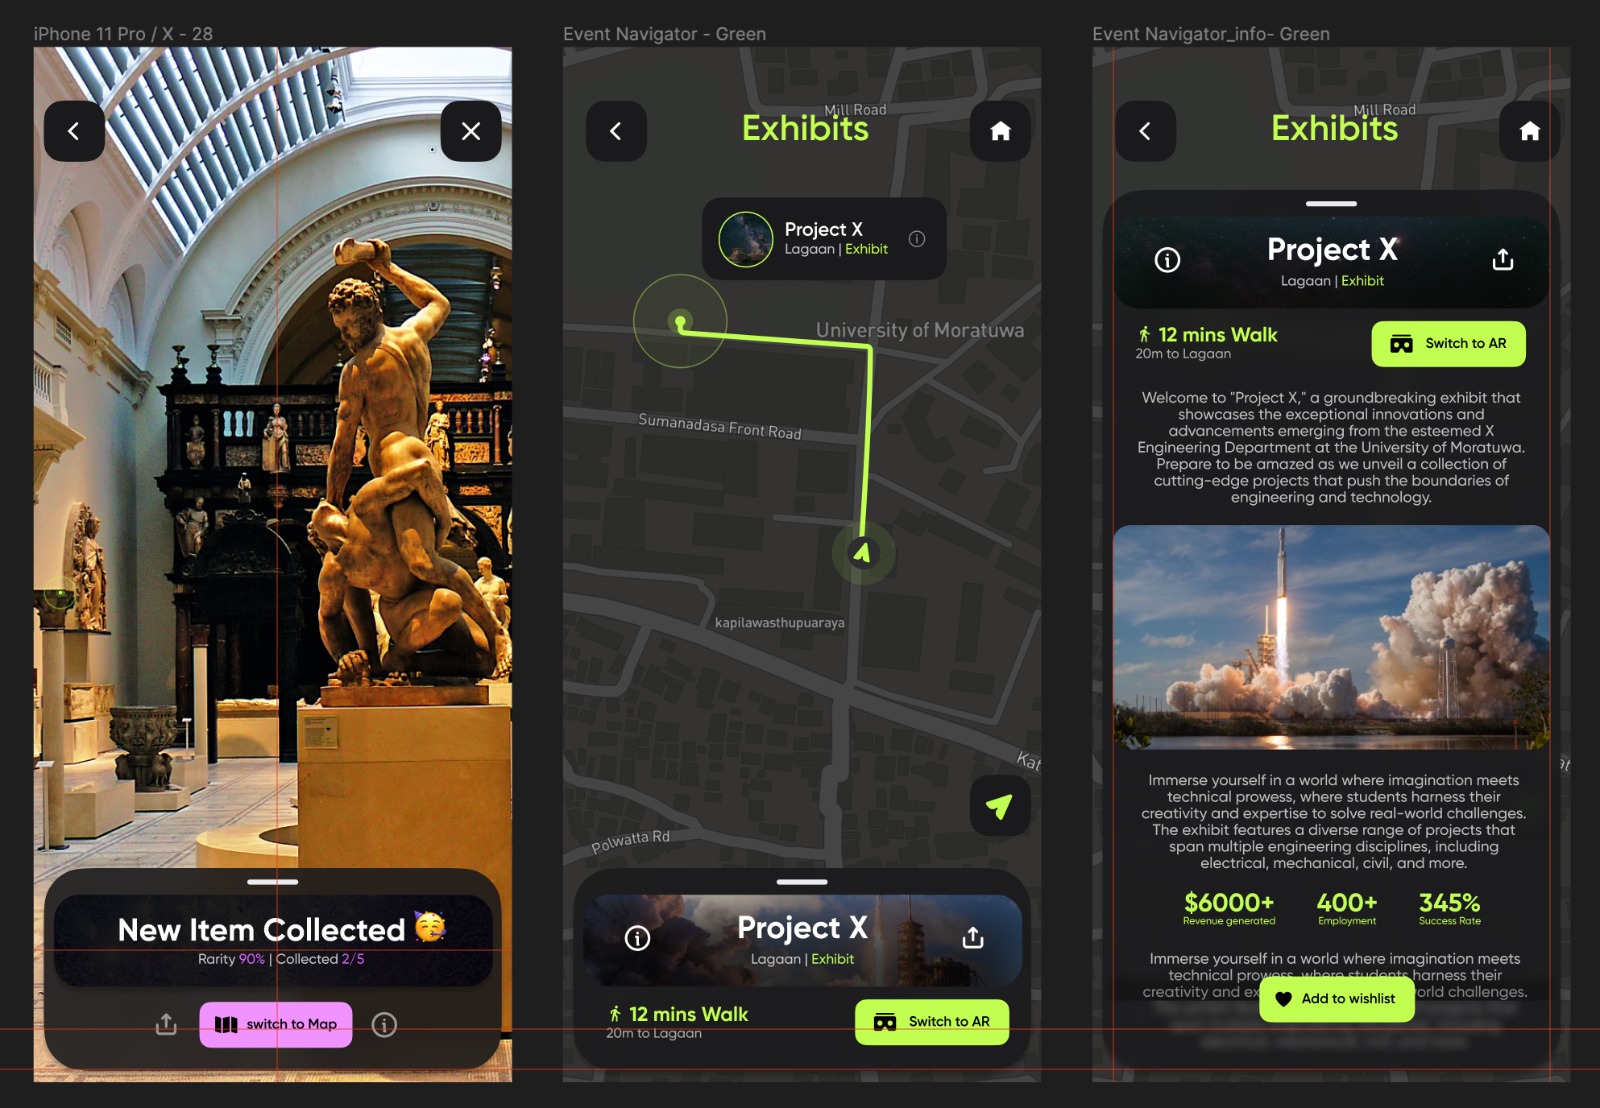 iPhone 11 Pro / X - 28
New Item Collected 🥳
Rarity 90% | Collected 2/5
switch to Map
Event Navigator - Green
Mill Road
Exhibits
Project X
Lagaan | Exhibit
University of Moratuwa
Sumanadasa Front Road
kapilawasthupuaraya
Kat
Polwatta Rd
Project X
Lagaan | Exhibit
12 mins Walk
20m to Lagaan
Switch to AR
Event Navigator_info- Green
Mill Road
Exhibits
Project X
Lagaan | Exhibit
12 mins Walk
20m to Lagaan
Switch to AR
Welcome to "Project X," a groundbreaking exhibit that
showcases the exceptional innovations and
advancements emerging from the esteemed X
Engineering Department at the University of Moratuwa.
Prepare to be amazed as we unveil a collection of
cutting-edge projects that push the boundaries of
engineering and technology.
Immerse yourself in a world where imagination meets
technical prowess, where students harness their
creativity and expertise to solve real-world challenges.
The exhibit features a diverse range of projects that
span multiple engineering disciplines, including
electrical, mechanical, civil, and more.
$6000+
Revenue generated
400+
Employment
345%
Success Rate
Immerse yourself in a world where imagination meets
technical prowess, where students harness their
creativity and ex world challenges.
Add to wishlist